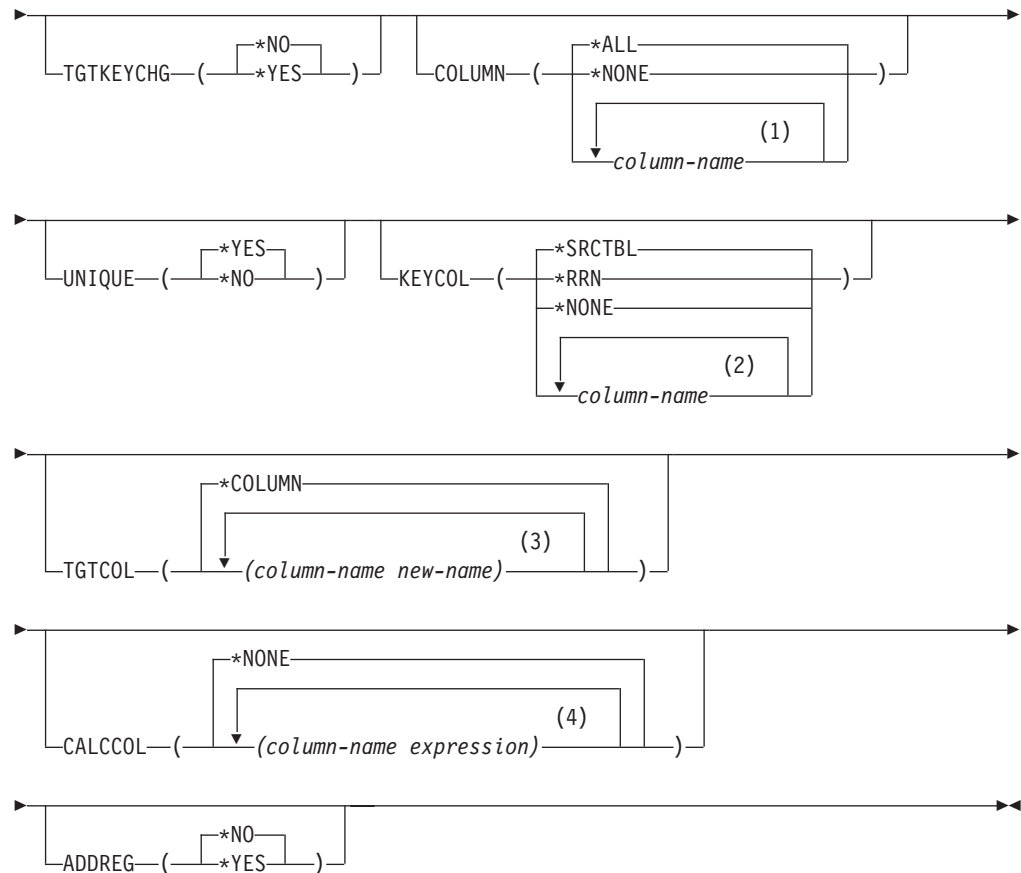 *NO *ALL
TGTKEYCHG ( *YES ) COLUMN ( *NONE )
(1)
column-name
*YES *SRCTBL
UNIQUE ( *NO ) KEYCOL ( *RRN )
*NONE
(2)
column-name
*COLUMN
(3)
TGTCOL ( (column-name new-name) )
*NONE
(4)
CALCCOL ( (column-name expression) )
*NO
ADDREG ( *YES )